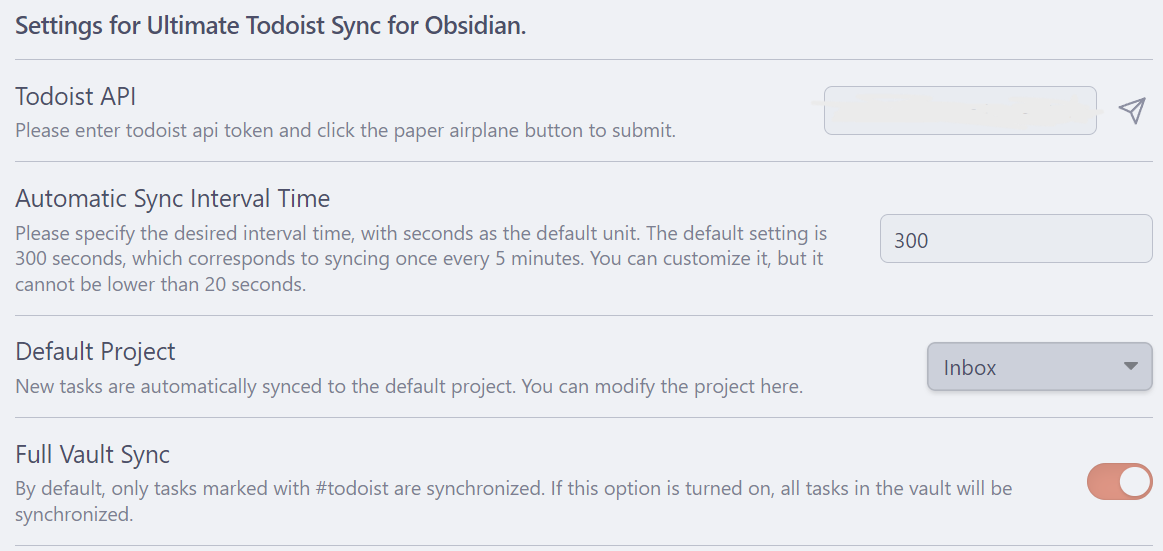 Settings for Ultimate Todoist Sync for Obsidian.
Todoist API
Please enter todoist api token and click the paper airplane button to submit.
Automatic Sync Interval Time
Please specify the desired interval time, with seconds as the default unit. The default setting is
300 seconds, which corresponds to syncing once every 5 minutes. You can customize it, but it
cannot be lower than 20 seconds.
300
Default Project
New tasks are automatically synced to the default project. You can modify the project here.
Inbox
Full Vault Sync
By default, only tasks marked with #todoist are synchronized. If this option is turned on, all tasks in the vault will be
synchronized.